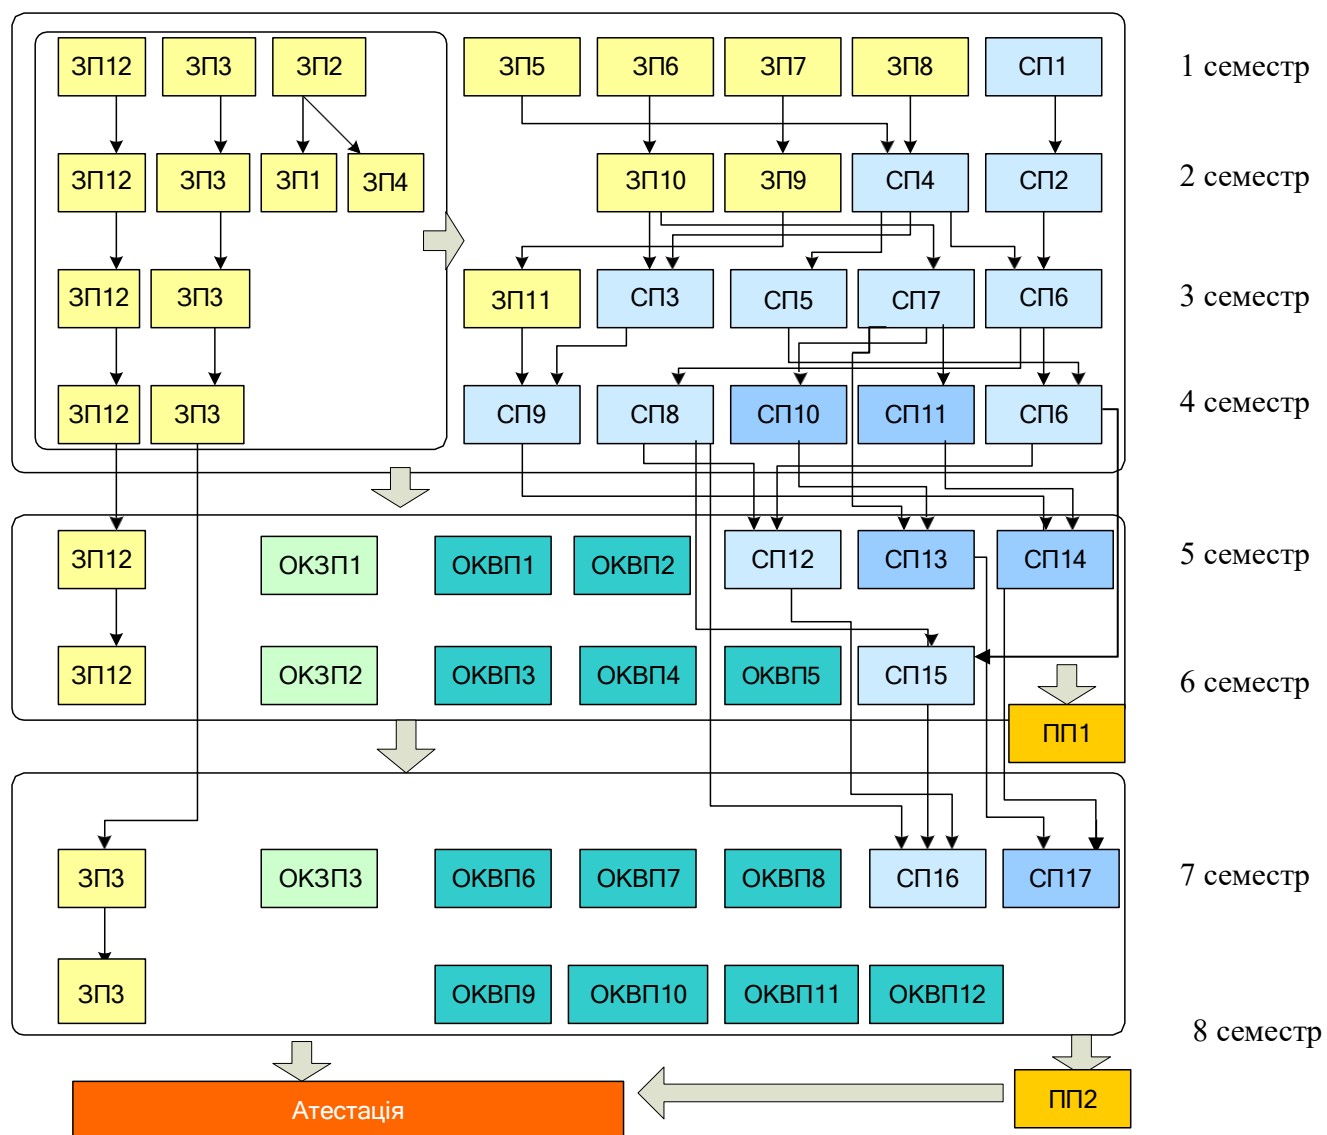 ЗП12 ЗП3 ЗП2 ЗП5 ЗП6 ЗП7 ЗП8 СП1 1 семестр
ЗП12 ЗП3 ЗП1 ЗП4 ЗП10 ЗП9 СП4 СП2 2 семестр
ЗП12 ЗП3 ЗП11 СП3 СП5 СП7 СП6 3 семестр
ЗП12 ЗП3 СП9 СП8 СП10 СП11 СП6 4 семестр
ЗП12 ОКЗП1 ОКВП1 ОКВП2 СП12 СП13 СП14 5 семестр
ЗП12 ОКЗП2 ОКВП3 ОКВП4 ОКВП5 СП15 6 семестр
ПП1
ЗП3 ОКЗП3 ОКВП6 ОКВП7 ОКВП8 СП16 СП17 7 семестр
ЗП3 ОКВП9 ОКВП10 ОКВП11 ОКВП12
8 семестр
Атестація ПП2